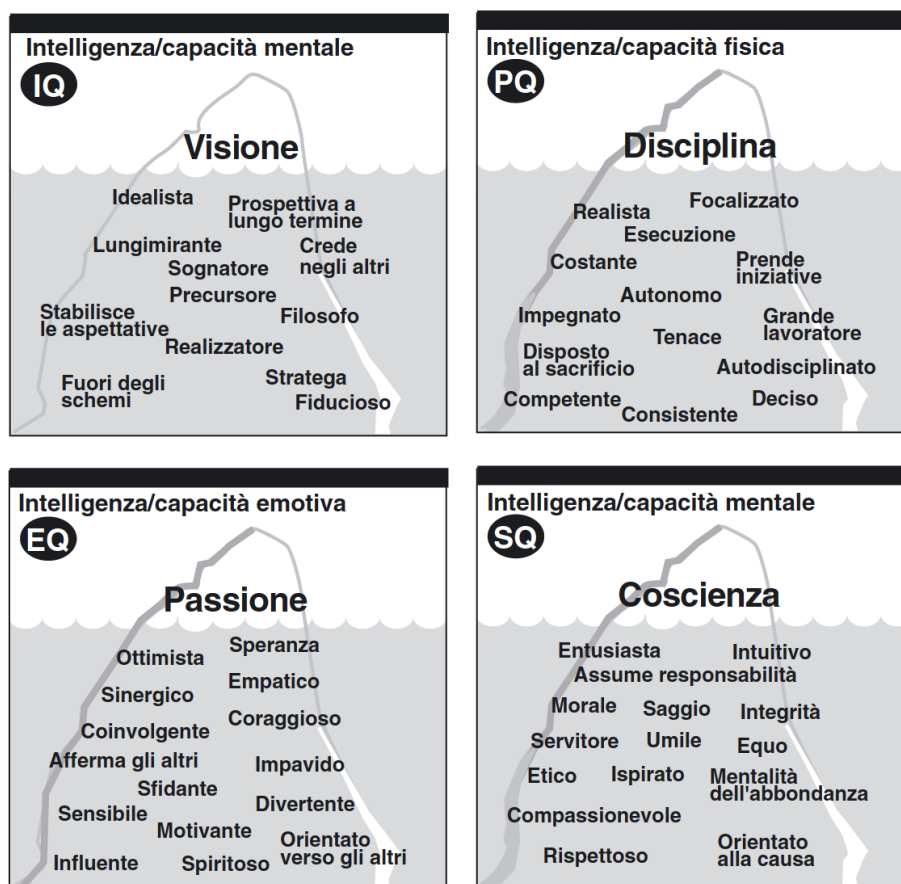 Intelligenza/capacità mentale
IQ
Visione
Idealista
Prospettiva a
lungo termine
Lungimirante
Crede
negli altri
Sognatore
Precursore
Stabilisce
le aspettative
Filosofo
Realizzatore
Fuori degli
schemi
Stratega
Fiducioso
Intelligenza/capacità fisica
PQ
Disciplina
Realista
Focalizzato
Esecuzione
Costante
Prende
iniziative
Autonomo
Impegnato
Grande
lavoratore
Tenace
Disposto
al sacrificio
Autodisciplinato
Competente
Deciso
Consistente
Intelligenza/capacità emotiva
EQ
Passione
Speranza
Ottimista
Empatico
Sinergico
Coraggioso
Coinvolgente
Afferma gli altri
Impavido
Sfidante
Divertente
Sensibile
Motivante
Orientato
verso gli altri
Influente
Spiritoso
Intelligenza/capacità mentale
SQ
Coscienza
Entusiasta
Intuitivo
Assume responsabilità
Morale
Saggio
Integrità
Servitore
Umile
Equo
Etico
Ispirato
Mentalità
dell'abbondanza
Compassionevole
Rispettoso
Orientato
alla causa